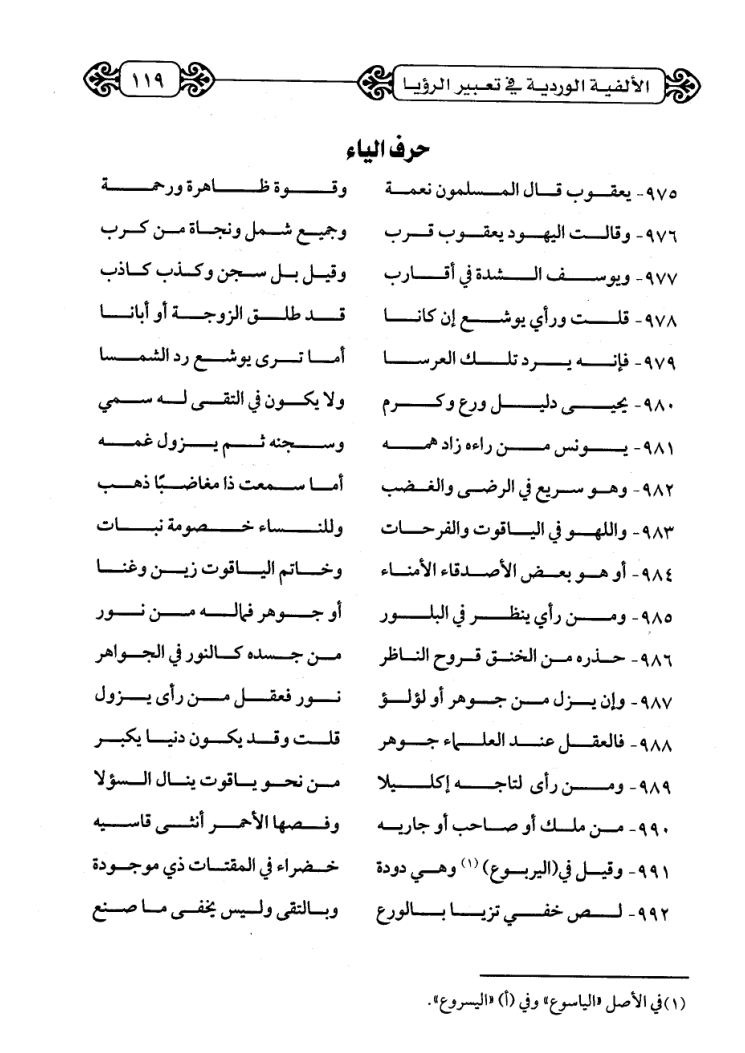 الألفية الوردية في تعبير الرؤيا ١١٩
حرف الياء
٩٧٥- يعقوب قال المسلمون نعمة وقوة ظاهرة ورحمة
٩٧٦- وقالت اليهود يعقوب قرب وجميع شمل ونجاة من كرب
٩٧٧- ويوسف الشدة في أقارب وقيل بل سجن وكذب كاذب
٩٧٨- قلت ورأي يوشع إن كانا قد طلق الزوجة أو أبانا
٩٧٩- فإنه يرد تلك العرسا أما ترى يوشع رد الشمسا
٩٨٠- يحيى دليل ورع وكرم ولا يكون في التقى له سمي
٩٨١- يونس من راءه زاد همه وسجنه ثم يزول غمه
٩٨٢- وهو سريع في الرضى والغضب أما سمعت ذا مغاضبًا ذهب
٩٨٣- واللهو في الياقوت والفرحات وللنساء خصومة نبات
٩٨٤- أو هو بعض الأصدقاء الأمناء وخاتم الياقوت زين وغنا
٩٨٥- ومن رأي ينظر في البلور أو جوهر فماله من نور
٩٨٦- حذره من الخنق قروح الناظر من جسده كالنور في الجواهر
٩٨٧- وإن يزل من جوهر أو لؤلؤ نور فعقل من رأى يزول
٩٨٨- فالعقل عند العلماء جوهر قلت وقد يكون دنيا يكبر
٩٨٩- ومن رأى لتاجه إكليلا من نحو ياقوت ينال السؤلا
٩٩٠- من ملك أو صاحب أو جاريه وفصها الأحمر أنثى قاسيه
٩٩١- وقيل في (اليربوع) (١) وهي دودة خضراء في المقتات ذي موجودة
٩٩٢- لص خفي تزيا بالورع وبالتقى وليس يخفى ما صنع
(١) في الأصل «الياسوع» وفي (أ) «اليسروع».